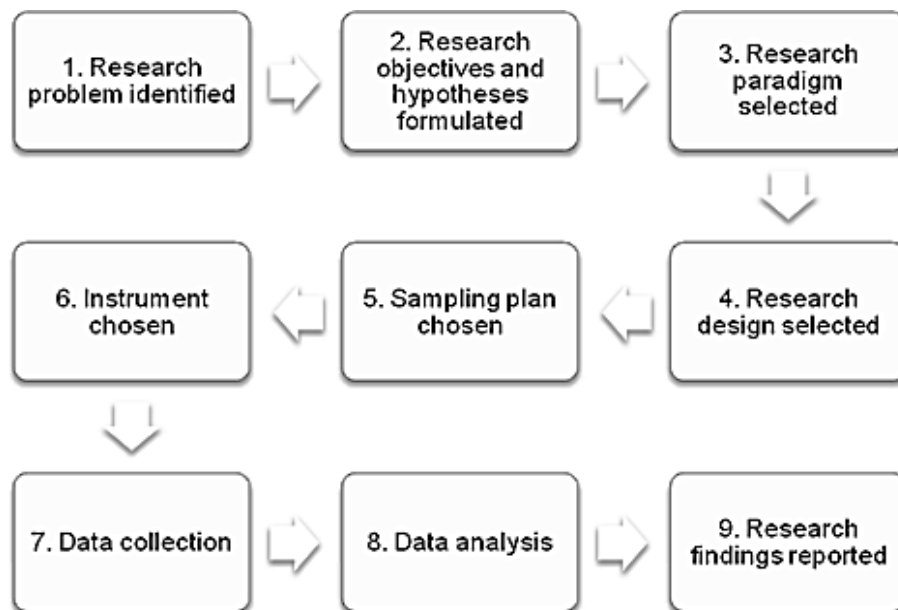 1. Research
problem identified
2. Research
objectives and
hypotheses
formulated
3. Research
paradigm
selected
4. Research
design selected
5. Sampling plan
chosen
6. Instrument
chosen
7. Data collection
8. Data analysis
9. Research
findings reported